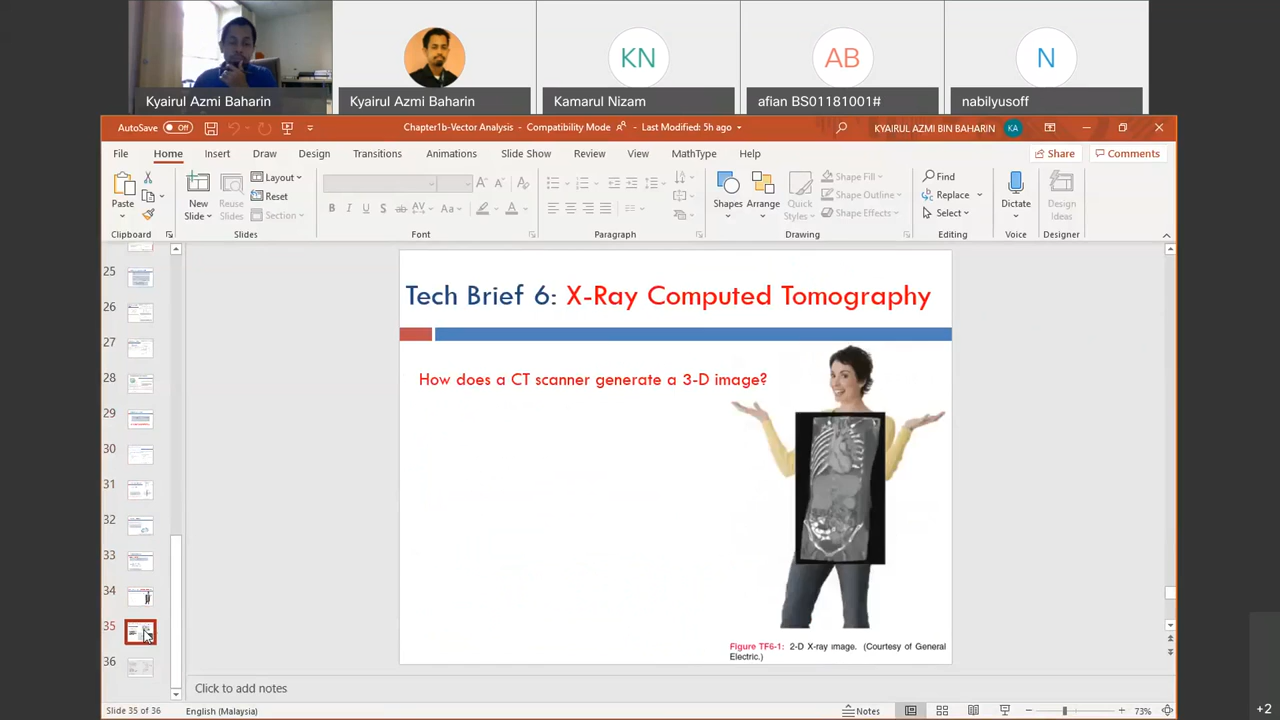 KN
AB
N
Kyairul Azmi Baharin
Kyairul Azmi Baharin
Kamarul Nizam
afian BS01181001#
nabilyusoff
AutoSave
Off
Chapter1b-Vector Analysis - Compatibility Mode
- Last Modified: 5h ago
KYAIRUL AZMI BIN BAHARIN
KA
File
Home
Insert
Draw
Design
Transitions
Animations
Slide Show
Review
View
MathType
Help
Share
Comments
Paste
New
Slide
Reuse
Slides
Layout
Reset
Section
B I U S ab AV Aa A A A
Shapes
Arrange
Quick
Styles
Shape Fill
Shape Outline
Shape Effects
Find
Replace
Select
Dictate
Design
Ideas
Clipboard
Slides
Font
Paragraph
Drawing
Editing
Voice
Designer
25
26
27
28
29
30
31
32
33
34
35
36
Tech Brief 6: X-Ray Computed Tomography
How does a CT scanner generate a 3-D image?
Figure TF6-1: 2-D X-ray image. (Courtesy of General
Electric.)
Click to add notes
Slide 35 of 36
English (Malaysia)
Notes
73%
+2